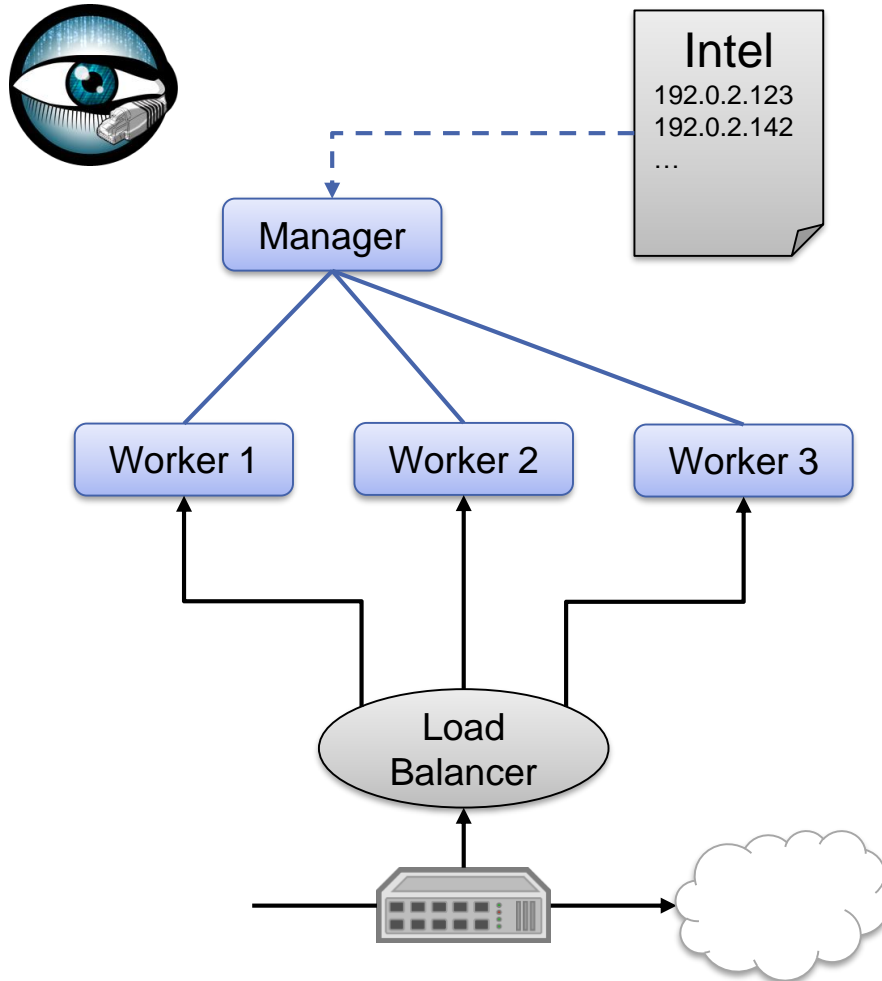 Intel
192.0.2.123
192.0.2.142
…
Manager
Worker 1
Worker 2
Worker 3
Load
Balancer